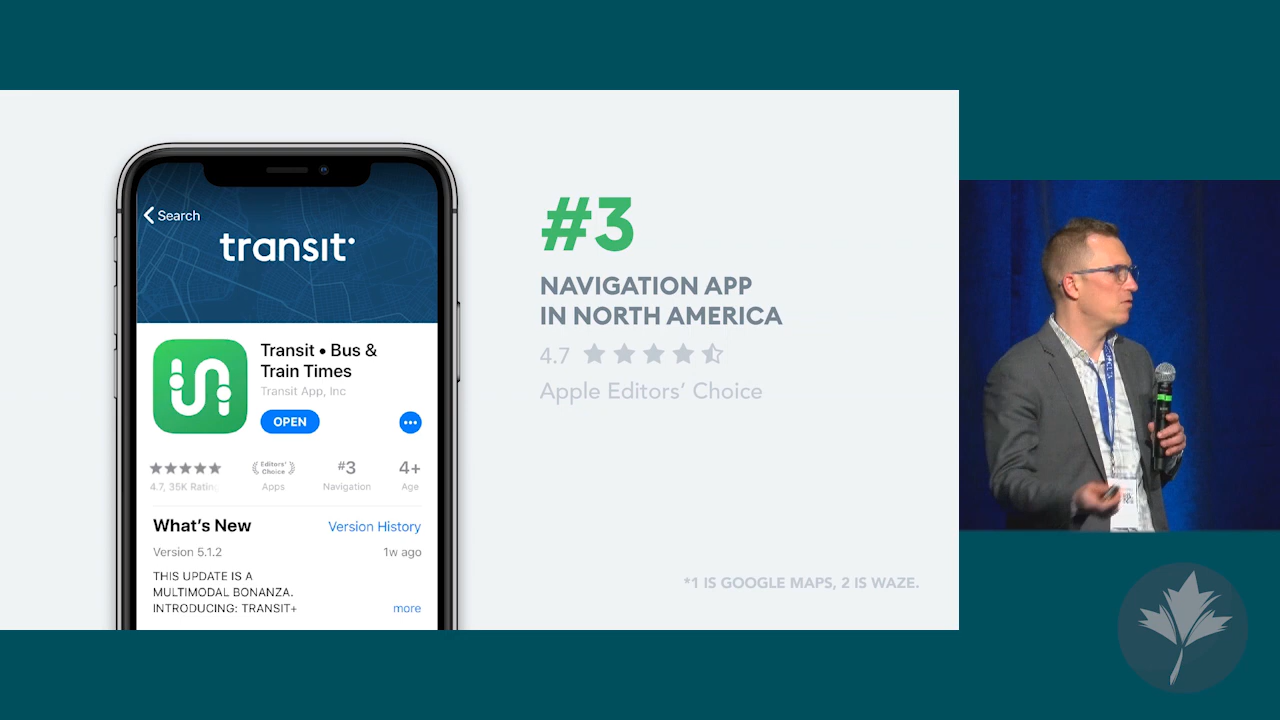 Search
transit
Transit • Bus &
Train Times
Transit App, Inc
OPEN
Editors'
Choice
#3
4+
4.7, 35K Ratin
Apps
Navigation
Age
What's New
Version History
Version 5.1.2
1w ago
THIS UPDATE IS A
MULTIMODAL BONANZA.
INTRODUCING: TRANSIT+
more
#3
NAVIGATION APP
IN NORTH AMERICA
4.7
Apple Editors' Choice
*1 IS GOOGLE MAPS, 2 IS WAZE.